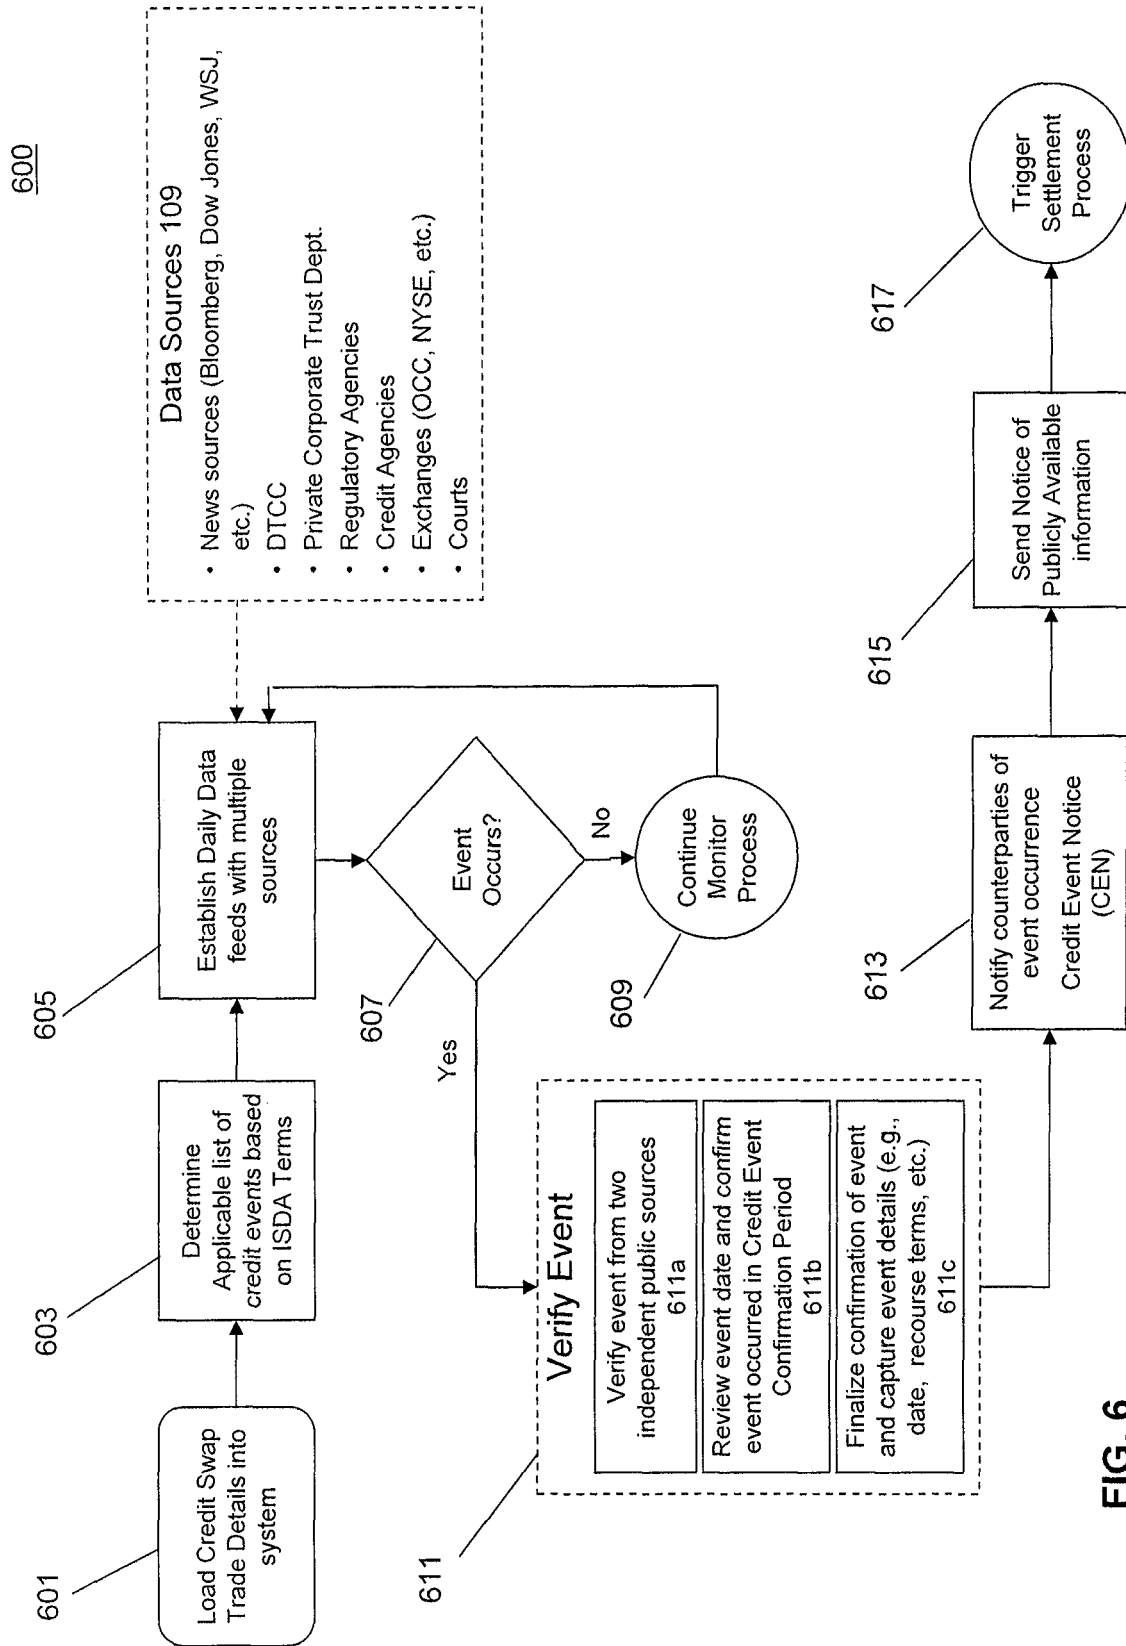 600
601
Load Credit Swap
Trade Details into
system
603
Determine
Applicable list of
credit events based
on ISDA Terms
605
Establish Daily Data
feeds with multiple
sources
Data Sources 109
• News sources (Bloomberg, Dow Jones, WSJ,
etc.)
• DTCC
• Private Corporate Trust Dept.
• Regulatory Agencies
• Credit Agencies
• Exchanges (OCC, NYSE, etc.)
• Courts
607
Event
Occurs?
Yes
No
609
Continue
Monitor
Process
611
Verify Event
Verify event from two
independent public sources
611a
Review event date and confirm
event occurred in Credit Event
Confirmation Period
611b
Finalize confirmation of event
and capture event details (e.g.,
date, recourse terms, etc.)
611c
613
Notify counterparties of
event occurrence
Credit Event Notice
(CEN)
615
Send Notice of
Publicly Available
information
617
Trigger
Settlement
Process
FIG. 6